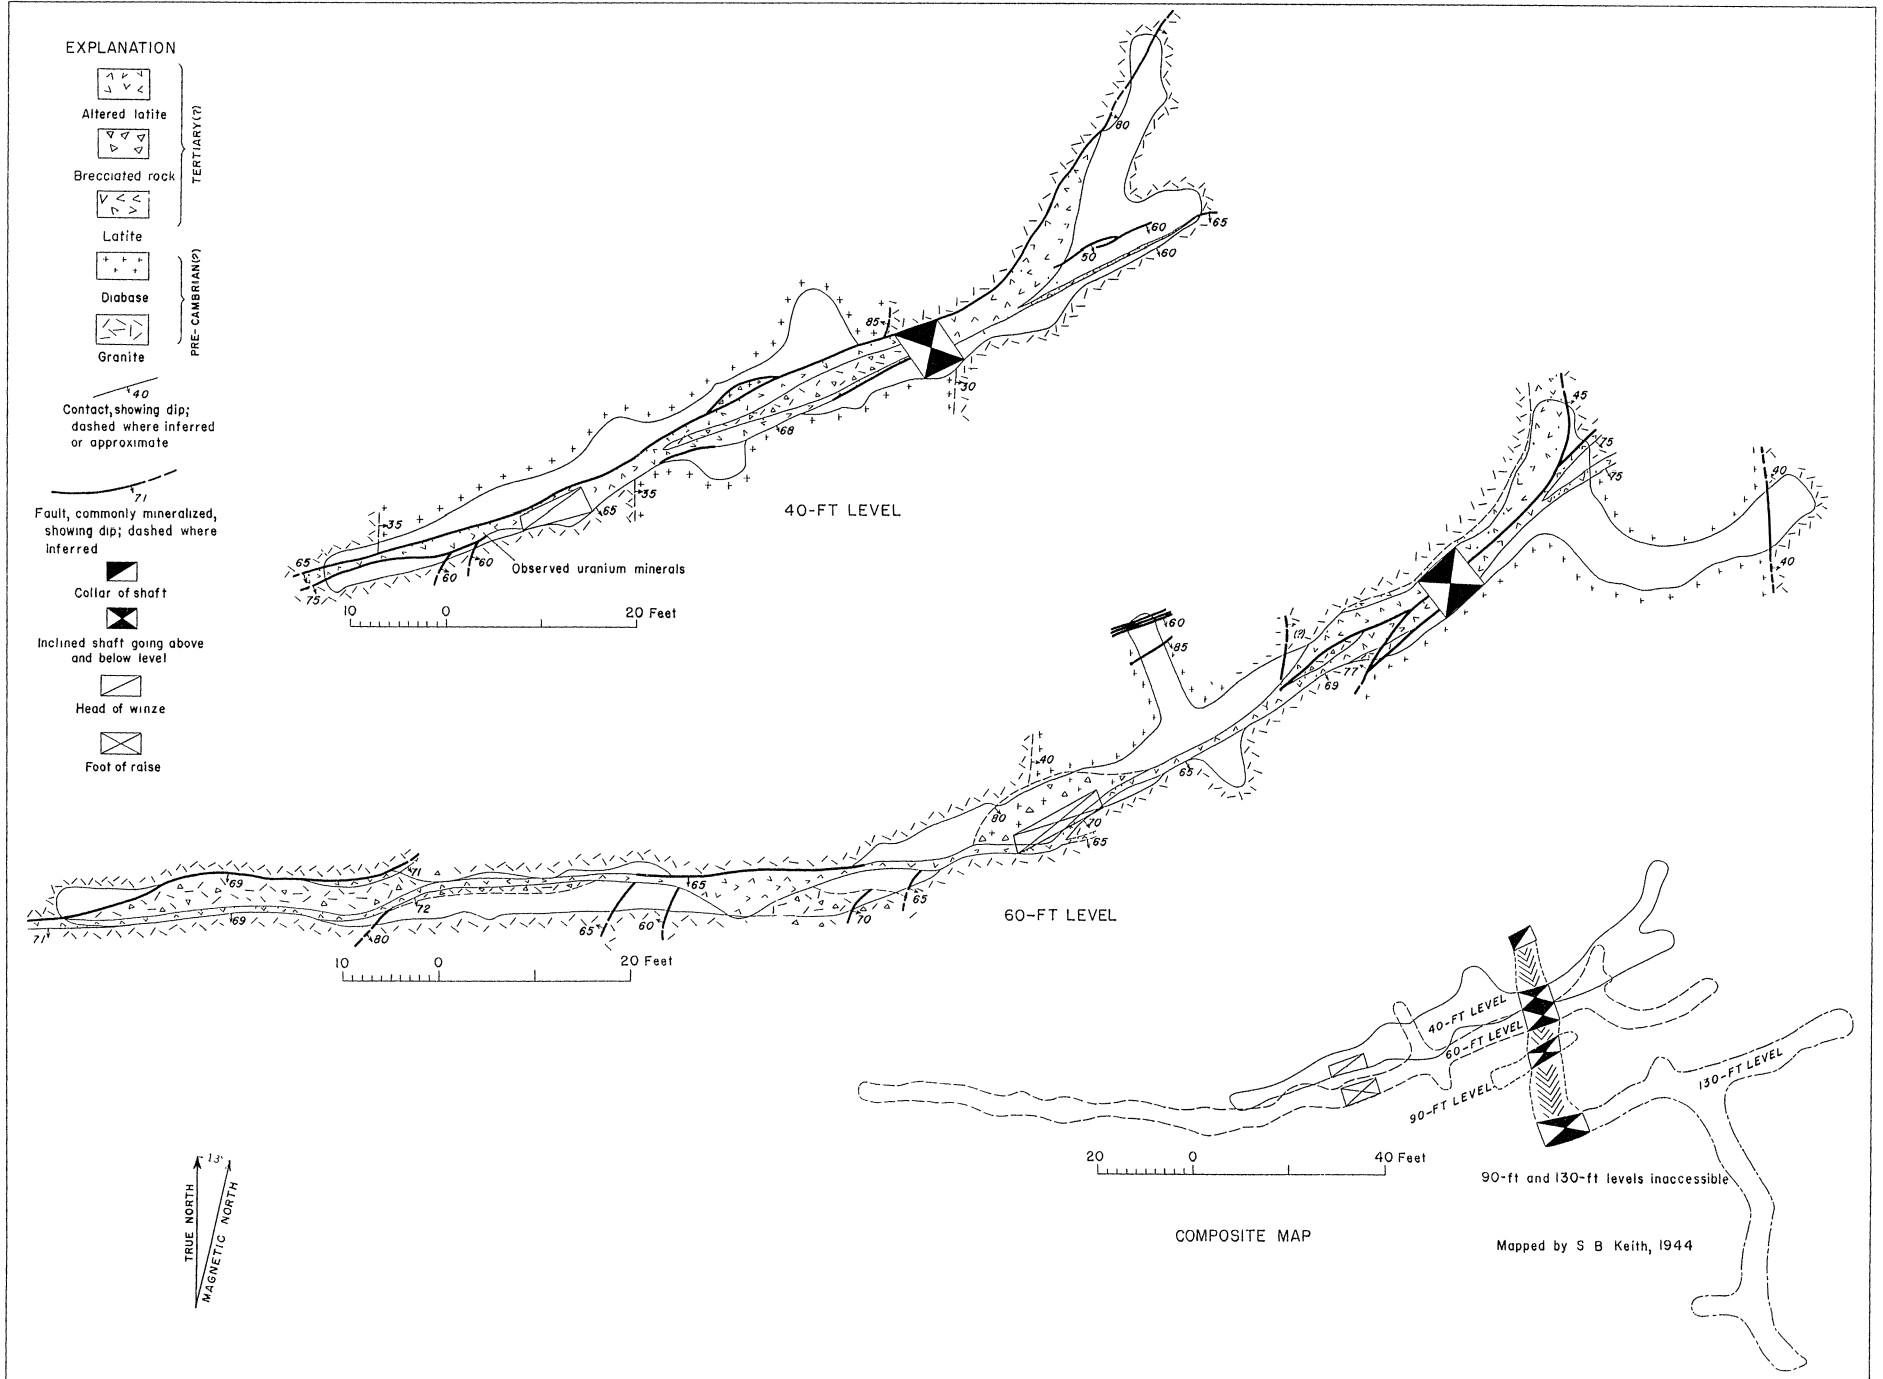 EXPLANATION
Altered latite
Brecciated rock
Latite
TERTIARY(?)
Diabase
Granite
PRE-CAMBRIAN(?)
40
Contact, showing dip;
dashed where inferred
or approximate
71
Fault, commonly mineralized,
showing dip; dashed where
inferred
Collar of shaft
Inclined shaft going above
and below level
Head of winze
Foot of raise
80
60
65
50
60
85
30
68
35
65
35
65
75
60
60
Observed uranium minerals
40-FT LEVEL
10 0 20 Feet
45
75
75
40
40
60
85
(?)
77
69
40
65
80
70
65
71
69
65
72
69
71
80
65
60
70
65
60-FT LEVEL
10 0 20 Feet
40-FT LEVEL
60-FT LEVEL
90-FT LEVEL
130-FT LEVEL
20 0 40 Feet
90-ft and 130-ft levels inaccessible
COMPOSITE MAP
Mapped by S B Keith, 1944
13°
TRUE NORTH
MAGNETIC NORTH